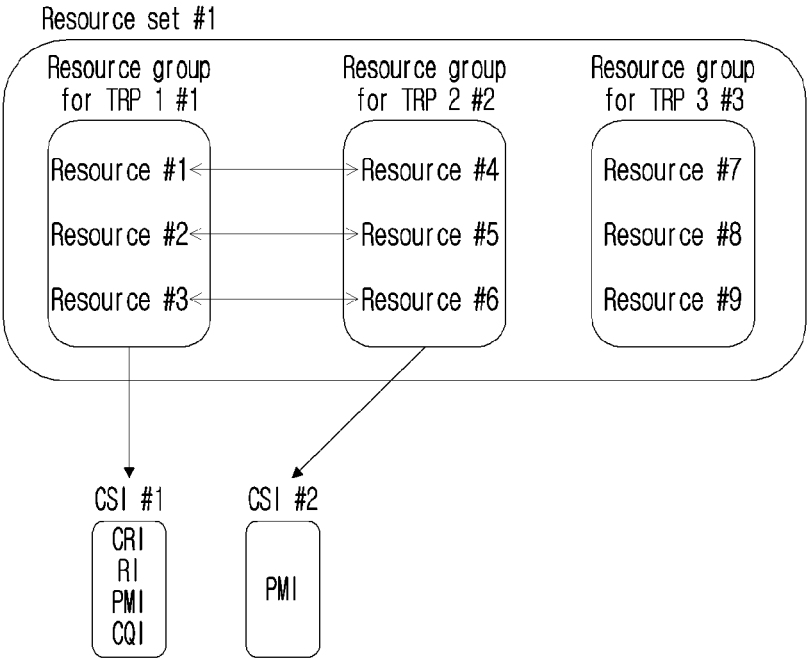 Resource set #1
Resource group for TRP 1 #1
Resource group for TRP 2 #2
Resource group for TRP 3 #3
Resource #1
Resource #4
Resource #7
Resource #2
Resource #5
Resource #8
Resource #3
Resource #6
Resource #9
CSI #1
CSI #2
CRI
RI
PMI
CQI
PMI